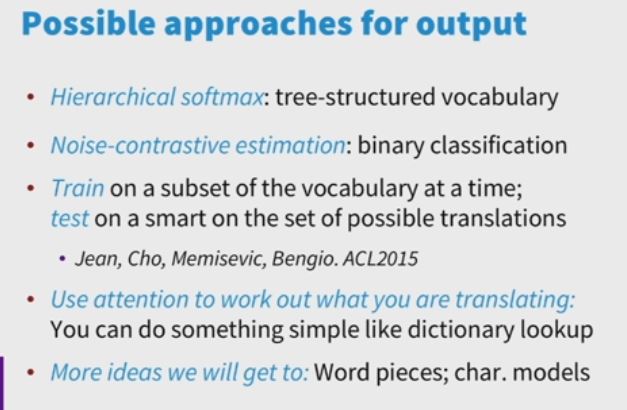 Possible approaches for output
• Hierarchical softmax: tree-structured vocabulary
• Noise-contrastive estimation: binary classification
• Train on a subset of the vocabulary at a time;
test on a smart on the set of possible translations
• Jean, Cho, Memisevic, Bengio. ACL2015
• Use attention to work out what you are translating:
You can do something simple like dictionary lookup
• More ideas we will get to: Word pieces; char. models